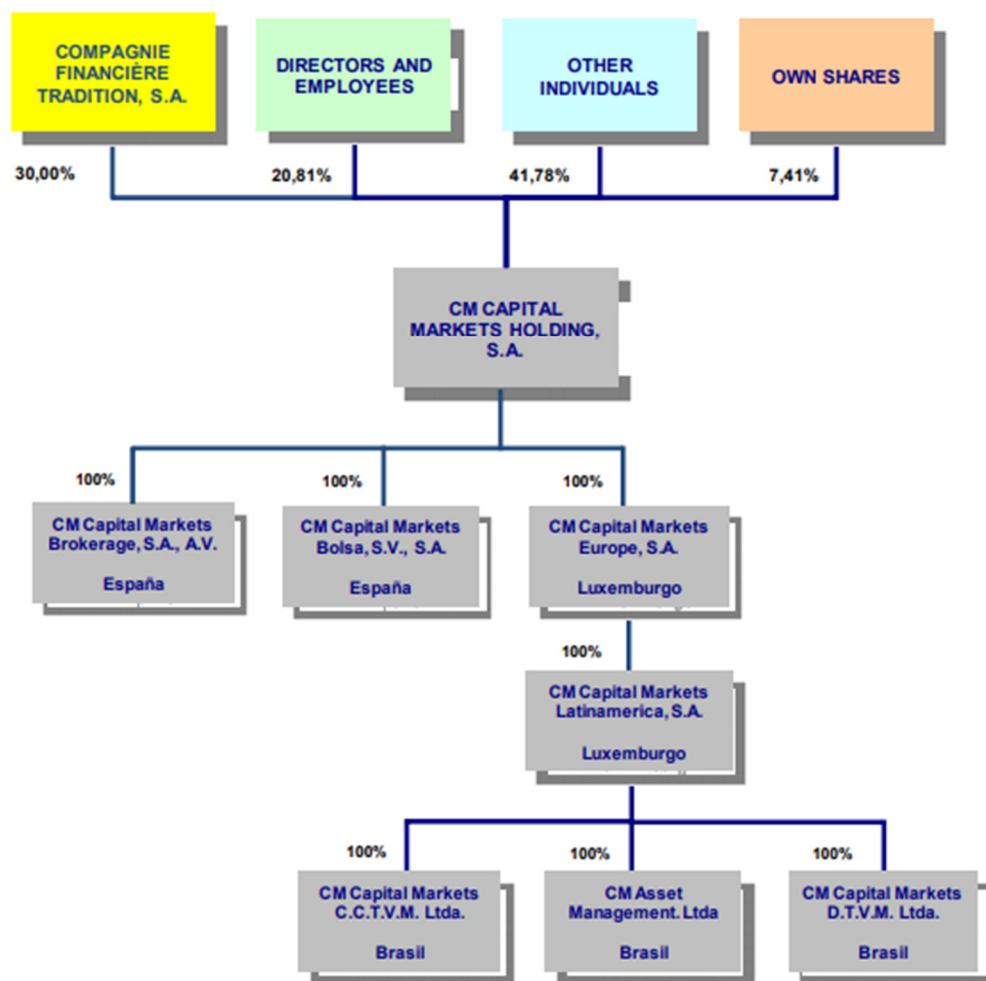 COMPAGNIE
FINANCIÈRE
TRADITION, S.A.
DIRECTORS AND
EMPLOYEES
OTHER
INDIVIDUALS
OWN SHARES
30,00%
20,81%
41,78%
7,41%
CM CAPITAL
MARKETS HOLDING,
S.A.
100%
100%
100%
CM Capital Markets
Brokerage, S.A., A.V.
España
CM Capital Markets
Bolsa, S.V., S.A.
España
CM Capital Markets
Europe, S.A.
Luxemburgo
100%
CM Capital Markets
Latinamerica, S.A.
Luxemburgo
100%
100%
100%
CM Capital Markets
C.C.T.V.M. Ltda.
Brasil
CM Asset
Management. Ltda
Brasil
CM Capital Markets
D.T.V.M. Ltda.
Brasil